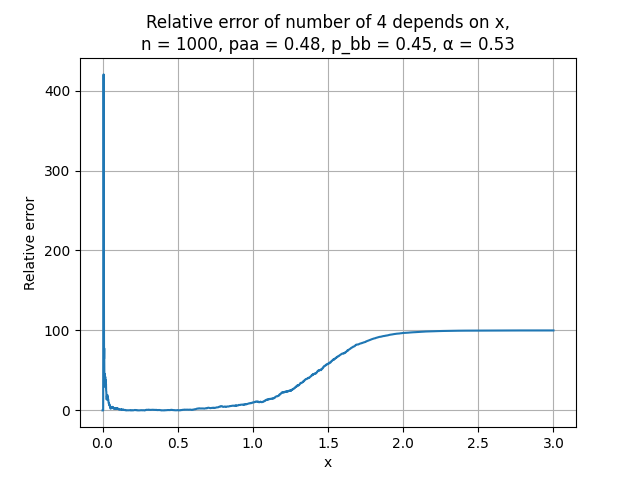 Relative error of number of 4 depends on x,
n = 1000, paa = 0.48, p_bb = 0.45, α = 0.53
400
300
200
100
0
Relative error
0.0 0.5 1.0 1.5 2.0 2.5 3.0
x